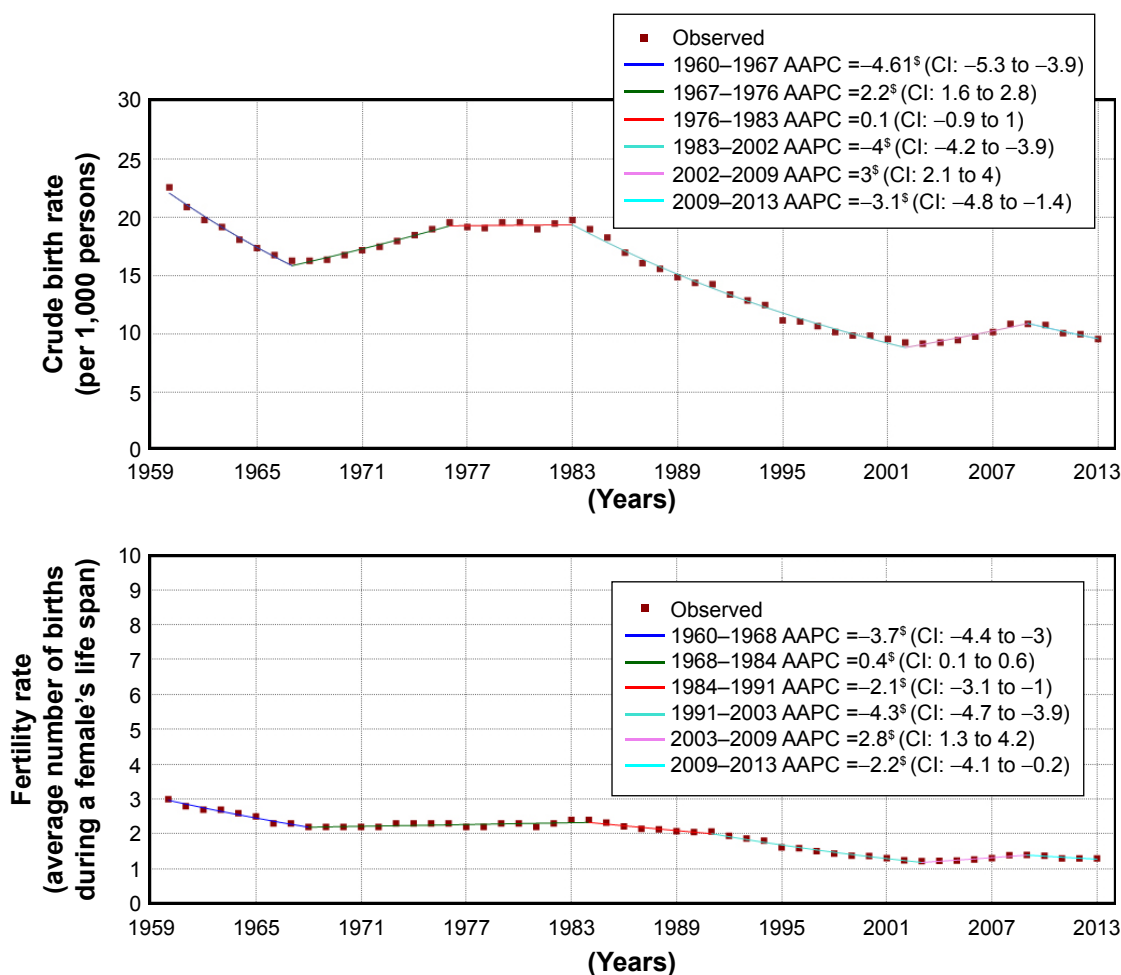 Observed
1960–1967 AAPC =–4.61$ (CI: –5.3 to –3.9)
1967–1976 AAPC =2.2$ (CI: 1.6 to 2.8)
1976–1983 AAPC =0.1 (CI: –0.9 to 1)
1983–2002 AAPC =–4$ (CI: –4.2 to –3.9)
2002–2009 AAPC =3$ (CI: 2.1 to 4)
2009–2013 AAPC =–3.1$ (CI: –4.8 to –1.4)
Crude birth rate
(per 1,000 persons)
30
25
20
15
10
5
0
1959 1965 1971 1977 1983 1989 1995 2001 2007 2013
(Years)
Fertility rate
(average number of births
during a female's life span)
10
9
8
7
6
5
4
3
2
1
0
Observed
1960–1968 AAPC =–3.7$ (CI: –4.4 to –3)
1968–1984 AAPC =0.4$ (CI: 0.1 to 0.6)
1984–1991 AAPC =–2.1$ (CI: –3.1 to –1)
1991–2003 AAPC =–4.3$ (CI: –4.7 to –3.9)
2003–2009 AAPC =2.8$ (CI: 1.3 to 4.2)
2009–2013 AAPC =–2.2$ (CI: –4.1 to –0.2)
1959 1965 1971 1977 1983 1989 1995 2001 2007 2013
(Years)